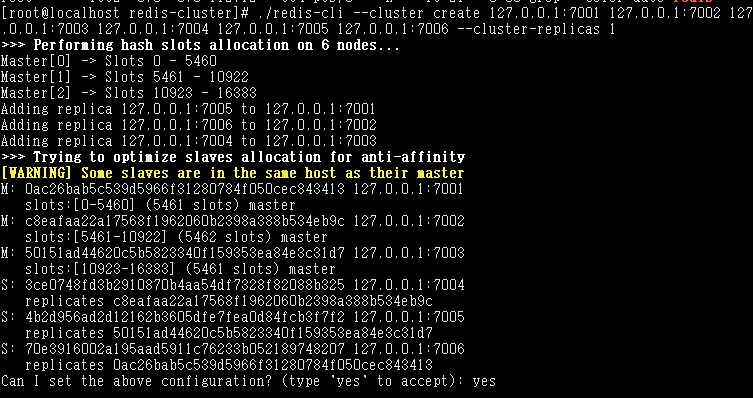 [root@localhost redis-cluster]# ./redis-cli --cluster create 127.0.0.1:7001 127.0.0.1:7002 127
.0.0.1:7003 127.0.0.1:7004 127.0.0.1:7005 127.0.0.1:7006 --cluster-replicas 1
>>> Performing hash slots allocation on 6 nodes...
Master[0] -> Slots 0 - 5460
Master[1] -> Slots 5461 - 10922
Master[2] -> Slots 10923 - 16383
Adding replica 127.0.0.1:7005 to 127.0.0.1:7001
Adding replica 127.0.0.1:7006 to 127.0.0.1:7002
Adding replica 127.0.0.1:7004 to 127.0.0.1:7003
>>> Trying to optimize slaves allocation for anti-affinity
[WARNING] Some slaves are in the same host as their master
M: 0ac26bab5c539d5966f31280784f050cec843413 127.0.0.1:7001
   slots:[0-5460] (5461 slots) master
M: c8eafaa22a17568f1962060b2398a388b534eb9c 127.0.0.1:7002
   slots:[5461-10922] (5462 slots) master
M: 50151ad44620c5b5823340f159353ea84e3c31d7 127.0.0.1:7003
   slots:[10923-16383] (5461 slots) master
S: 3ce0748fd3b2910870b4aa54df7328f82088b325 127.0.0.1:7004
   replicates c8eafaa22a17568f1962060b2398a388b534eb9c
S: 4b2d956ad2d12162b3605dfe7fea0d84fcb3f7f2 127.0.0.1:7005
   replicates 50151ad44620c5b5823340f159353ea84e3c31d7
S: 70e3916002a195aad5911c76233b052189748207 127.0.0.1:7006
   replicates 0ac26bab5c539d5966f31280784f050cec843413
Can I set the above configuration? (type 'yes' to accept): yes